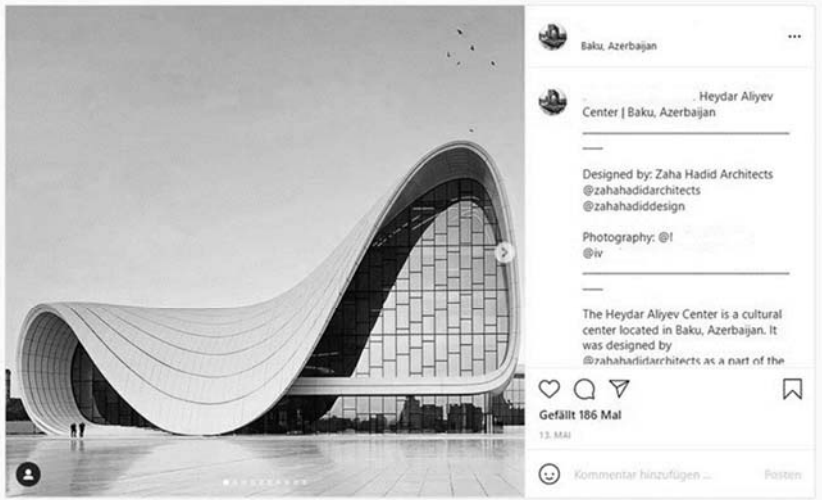 Baku, Azerbaijan
. Heydar Aliyev
Center | Baku, Azerbaijan
Designed by: Zaha Hadid Architects
@zahahadidarchitects
@zahahadiddesign
Photography: @!
@iv
The Heydar Aliyev Center is a cultural
center located in Baku, Azerbaijan. It
was designed by
@zahahadidarchitects as a part of the
Gefällt 186 Mal
13. MAI
Kommentar hinzufügen ...
Posten